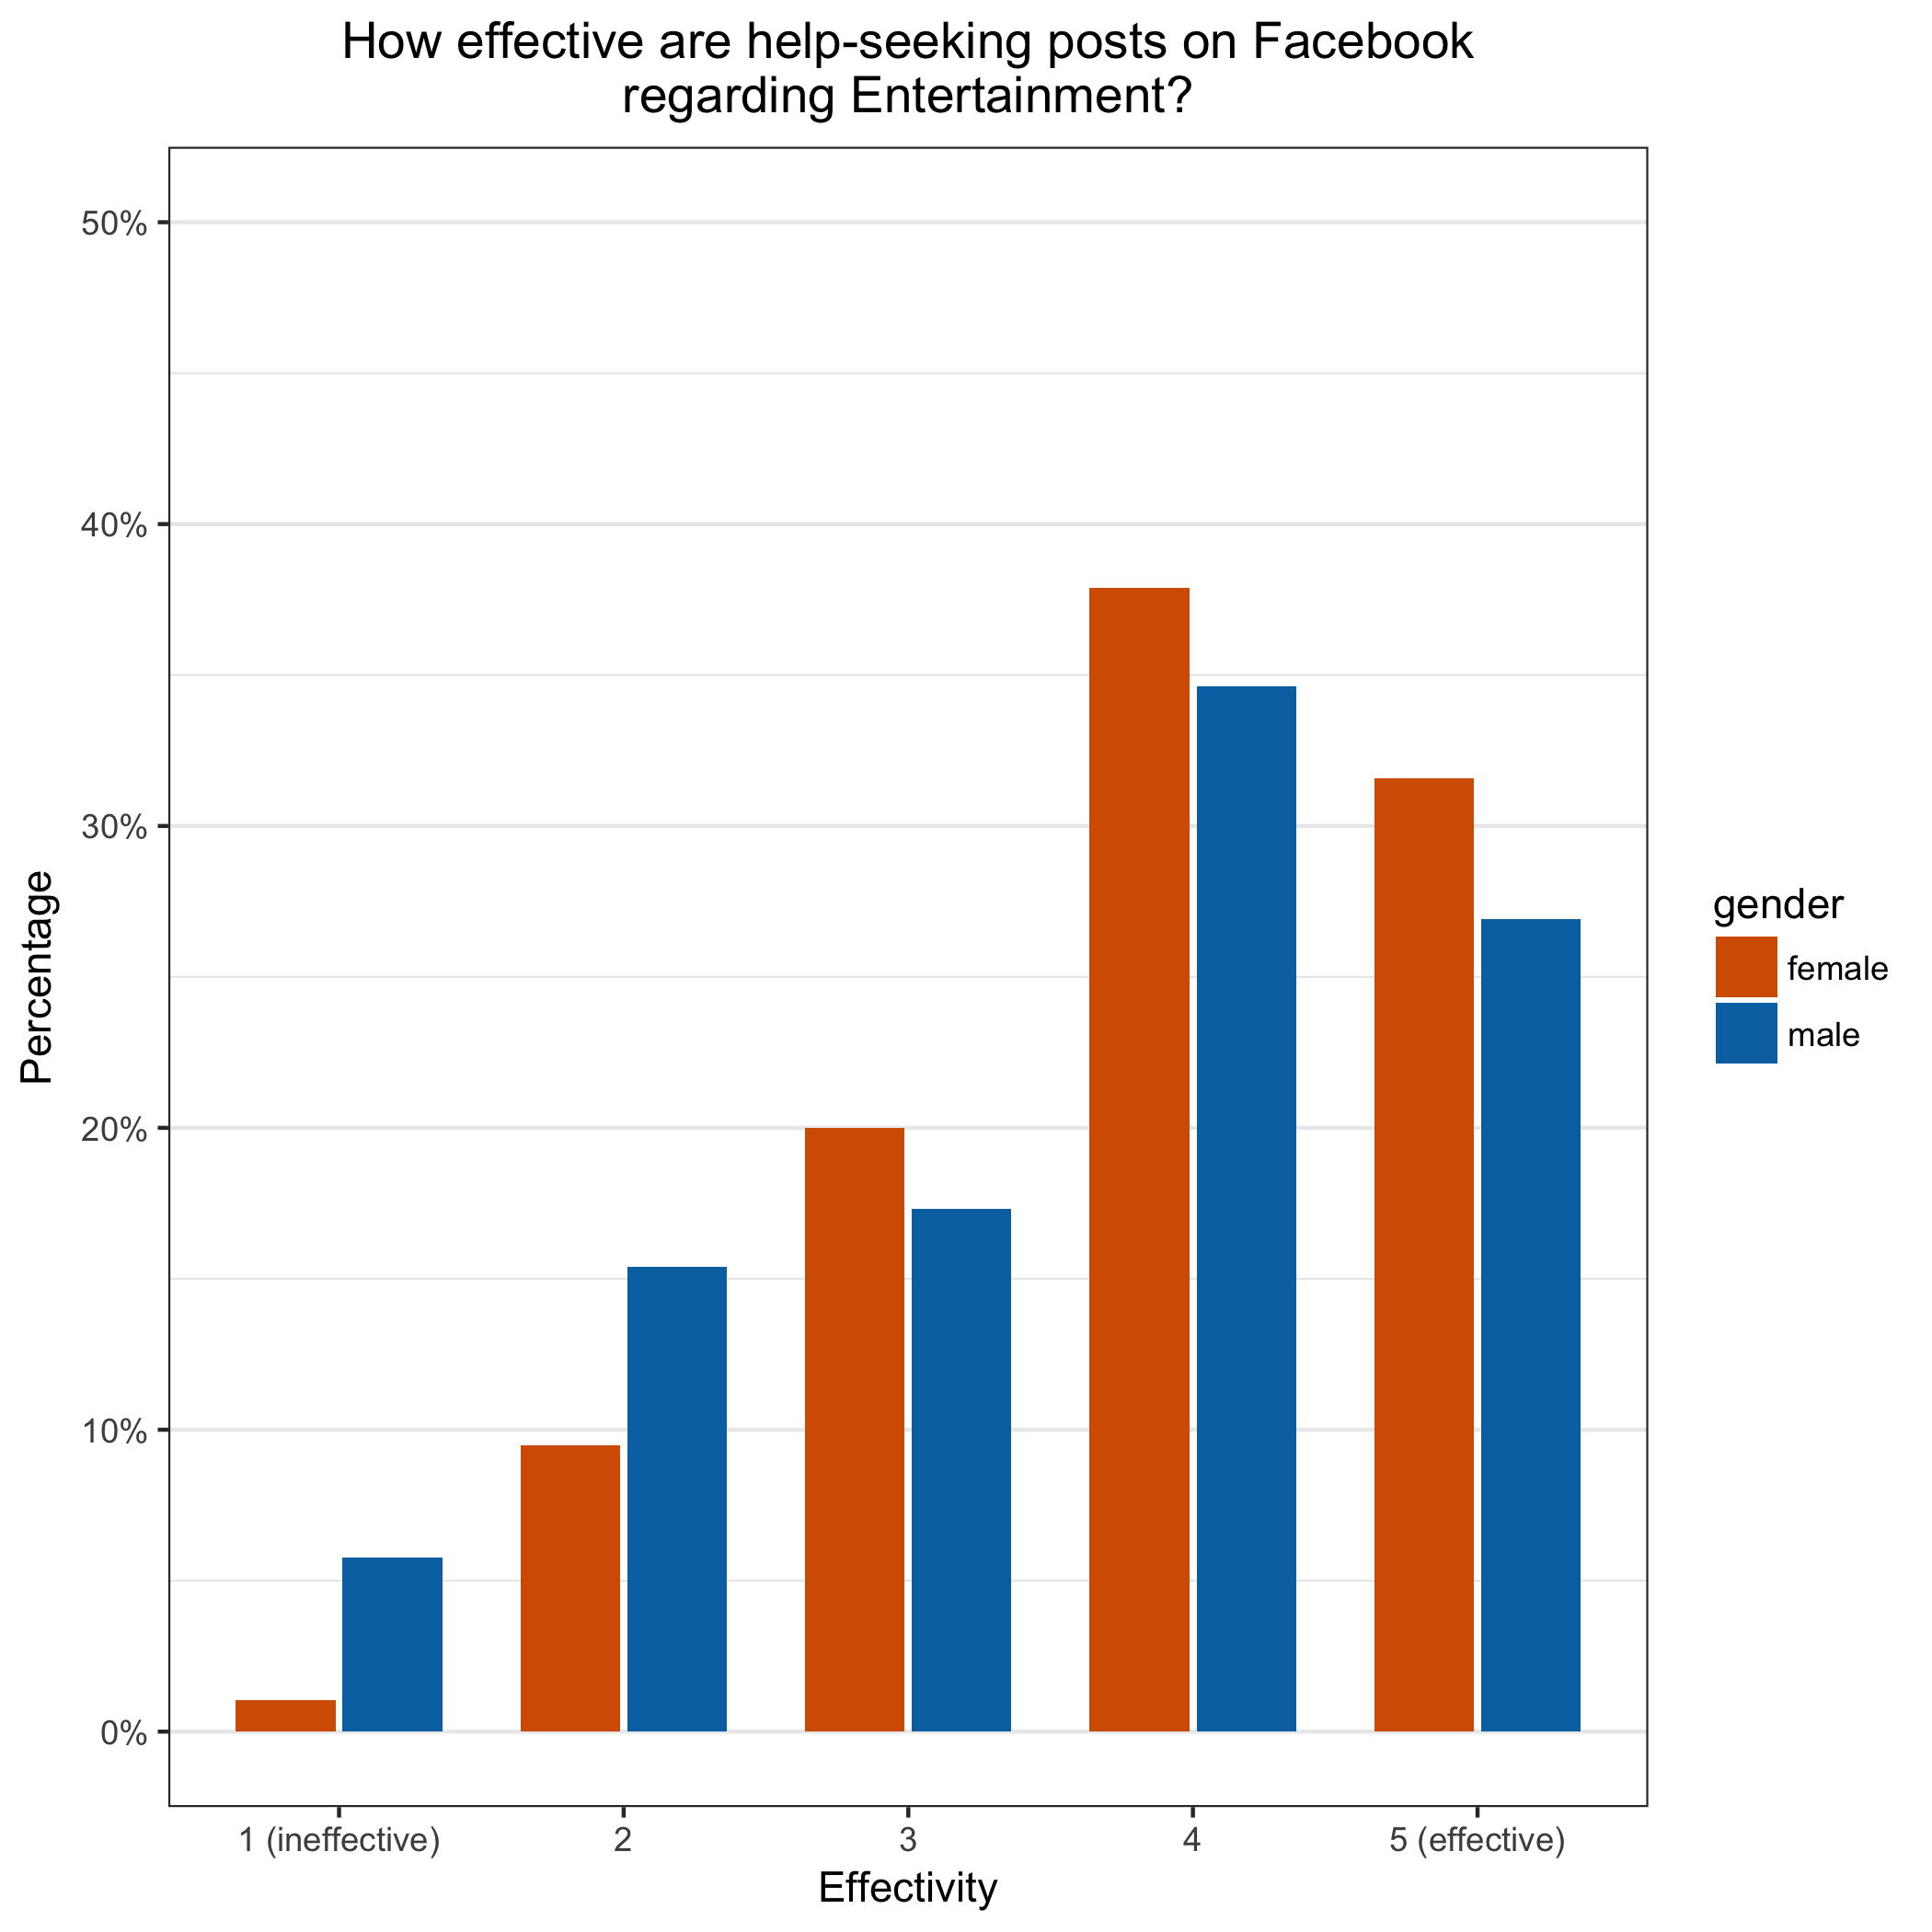 How effective are help-seeking posts on Facebook
regarding Entertainment?
50%
40%
30%
20%
10%
0%
Percentage
1 (ineffective)
2
3
4
5 (effective)
Effectivity
gender
female
male